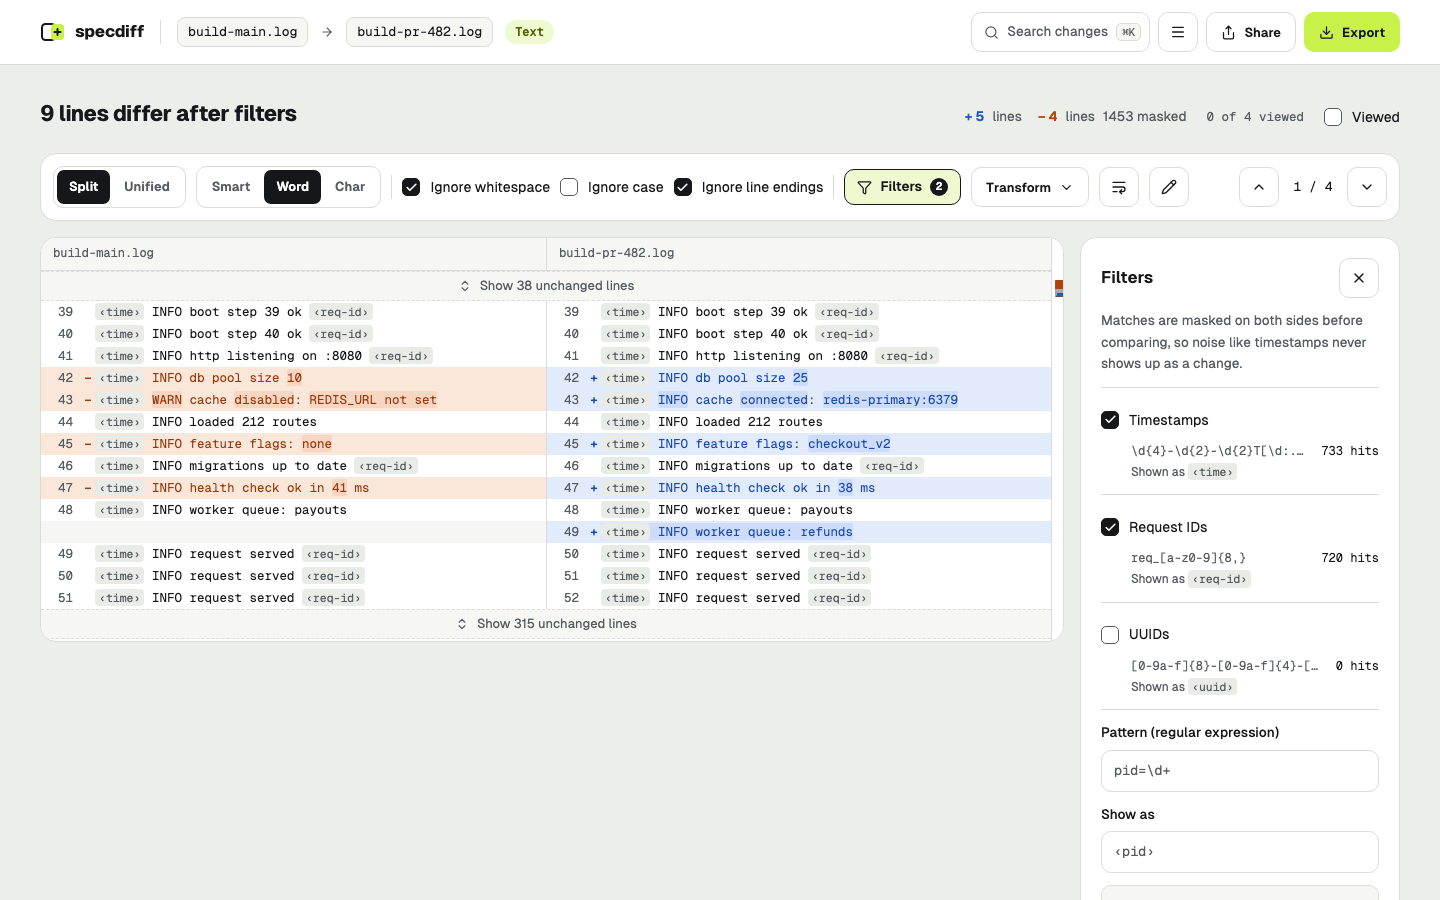 specdiff build-main.log → build-pr-482.log Text Search changes ⌘K Share Export
9 lines differ after filters
+5 lines −4 lines 1453 masked 0 of 4 viewed Viewed
Split Unified Smart Word Char Ignore whitespace Ignore case Ignore line endings Filters 2 Transform 1 / 4
build-main.log build-pr-482.log
Show 38 unchanged lines
39 ‹time› INFO boot step 39 ok ‹req-id› 39 ‹time› INFO boot step 39 ok ‹req-id›
40 ‹time› INFO boot step 40 ok ‹req-id› 40 ‹time› INFO boot step 40 ok ‹req-id›
41 ‹time› INFO http listening on :8080 ‹req-id› 41 ‹time› INFO http listening on :8080 ‹req-id›
42 − ‹time› INFO db pool size 10 42 + ‹time› INFO db pool size 25
43 − ‹time› WARN cache disabled: REDIS_URL not set 43 + ‹time› INFO cache connected: redis-primary:6379
44 ‹time› INFO loaded 212 routes 44 ‹time› INFO loaded 212 routes
45 − ‹time› INFO feature flags: none 45 + ‹time› INFO feature flags: checkout_v2
46 ‹time› INFO migrations up to date ‹req-id› 46 ‹time› INFO migrations up to date ‹req-id›
47 − ‹time› INFO health check ok in 41 ms 47 + ‹time› INFO health check ok in 38 ms
48 ‹time› INFO worker queue: payouts 48 ‹time› INFO worker queue: payouts
49 + ‹time› INFO worker queue: refunds
49 ‹time› INFO request served ‹req-id› 50 ‹time› INFO request served ‹req-id›
50 ‹time› INFO request served ‹req-id› 51 ‹time› INFO request served ‹req-id›
51 ‹time› INFO request served ‹req-id› 52 ‹time› INFO request served ‹req-id›
Show 315 unchanged lines
Filters
Matches are masked on both sides before
comparing, so noise like timestamps never
shows up as a change.
Timestamps
\d{4}-\d{2}-\d{2}T[\d:.… 733 hits
Shown as ‹time›
Request IDs
req_[a-z0-9]{8,} 720 hits
Shown as ‹req-id›
UUIDs
[0-9a-f]{8}-[0-9a-f]{4}-[… 0 hits
Shown as ‹uuid›
Pattern (regular expression)
pid=\d+
Show as
‹pid›